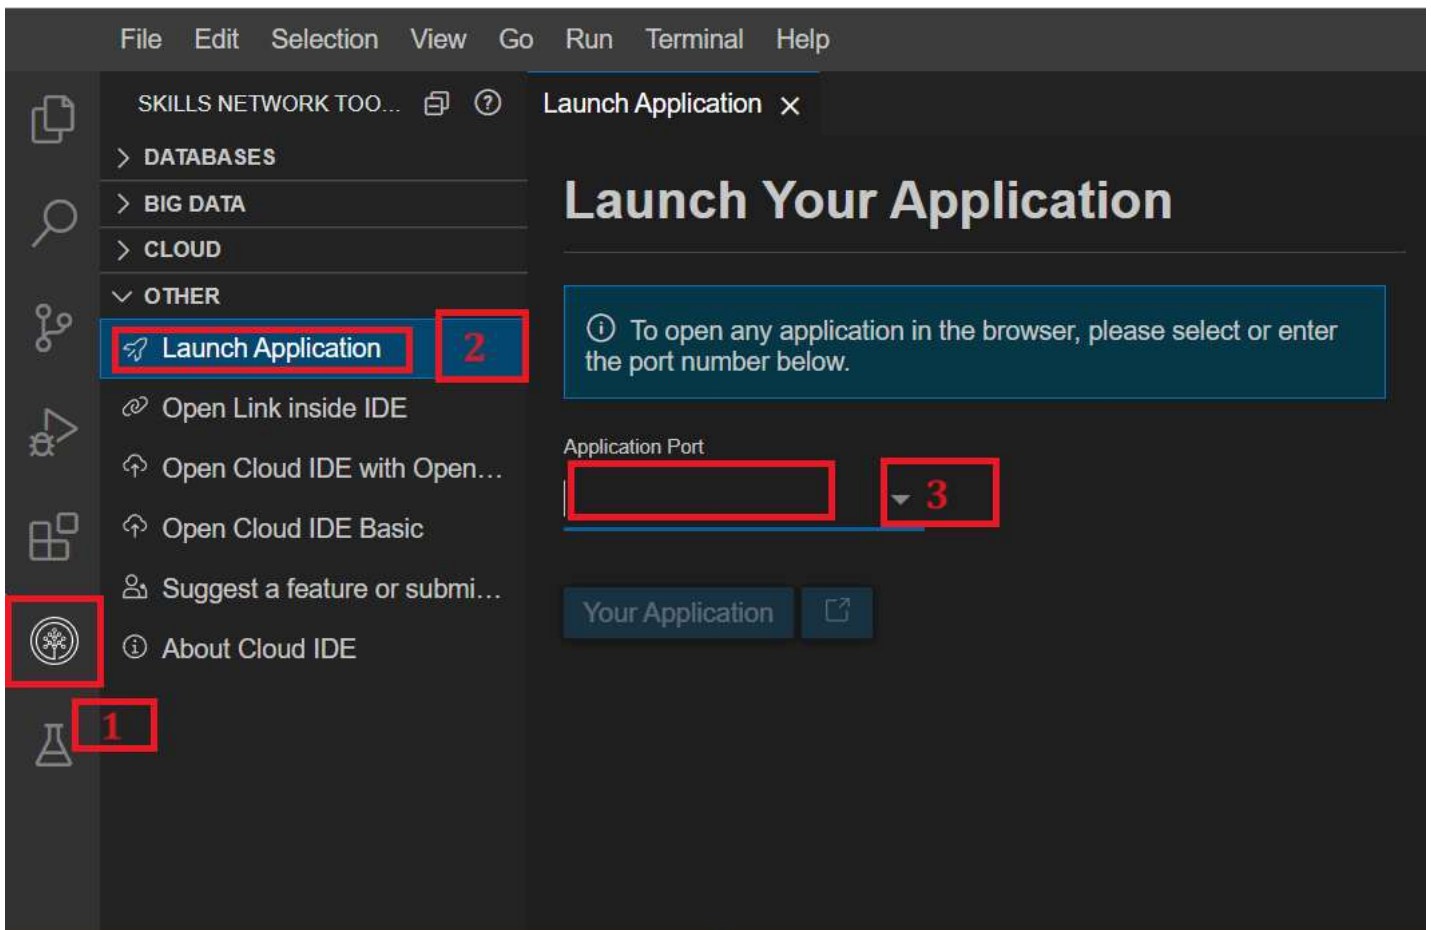 File Edit Selection View Go Run Terminal Help
SKILLS NETWORK TOO...
DATABASES
BIG DATA
CLOUD
OTHER
Launch Application
2
Open Link inside IDE
Open Cloud IDE with Open...
Open Cloud IDE Basic
Suggest a feature or submi...
About Cloud IDE
1
Launch Application
Launch Your Application
To open any application in the browser, please select or enter
the port number below.
Application Port
3
Your Application